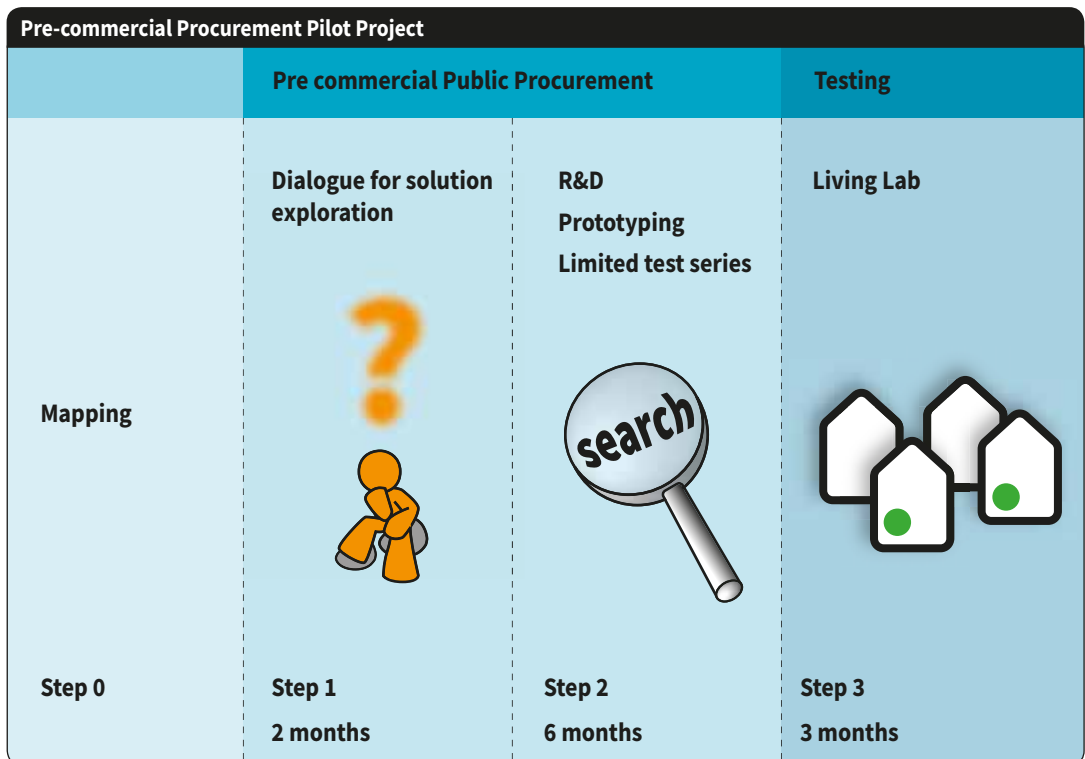 Pre-commercial Procurement Pilot Project
Pre commercial Public Procurement
Testing
Mapping
Step 0
Dialogue for solution
exploration
?
Step 1
2 months
R&D
Prototyping
Limited test series
search
Step 2
6 months
Living Lab
Step 3
3 months